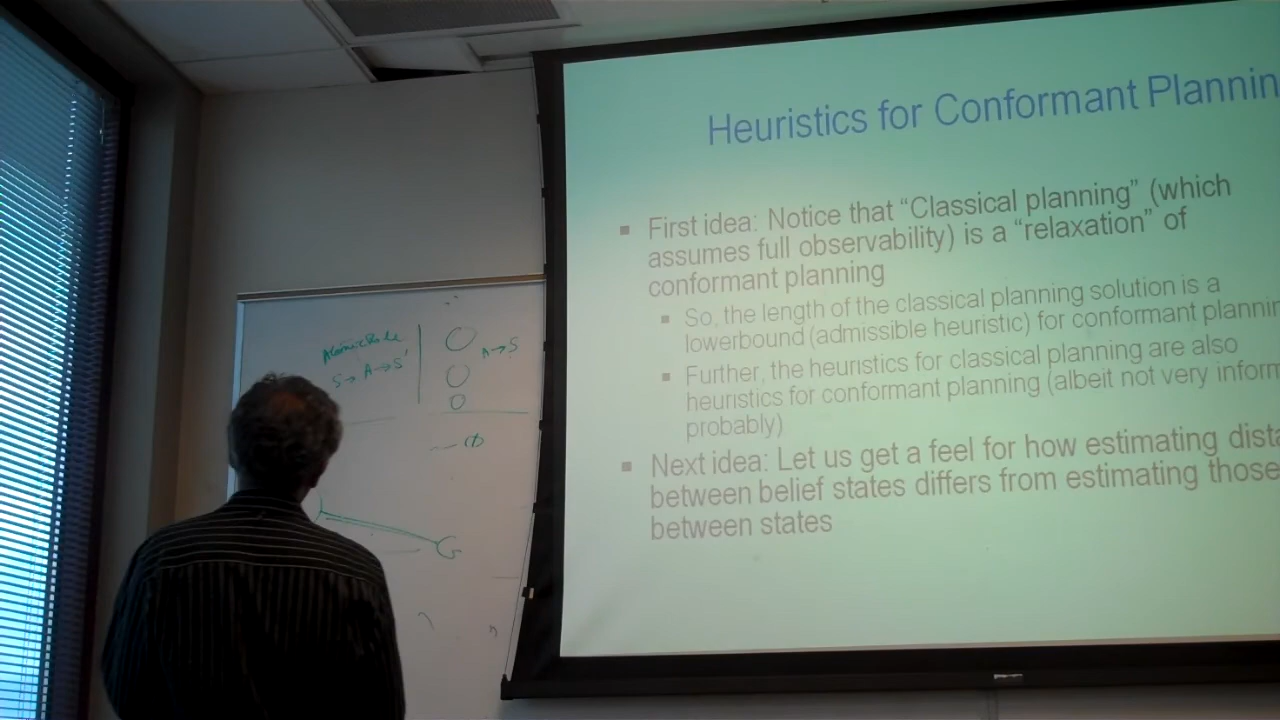 Heuristics for Conformant Plannin
▪ First idea: Notice that “Classical planning” (which
assumes full observability) is a “relaxation” of
conformant planning
▪ So, the length of the classical planning solution is a
lowerbound (admissible heuristic) for conformant plannin
▪ Further, the heuristics for classical planning are also
heuristics for conformant planning (albeit not very inform
probably)
▪ Next idea: Let us get a feel for how estimating dista
between belief states differs from estimating those
between states
S → A → S'
A → S
G